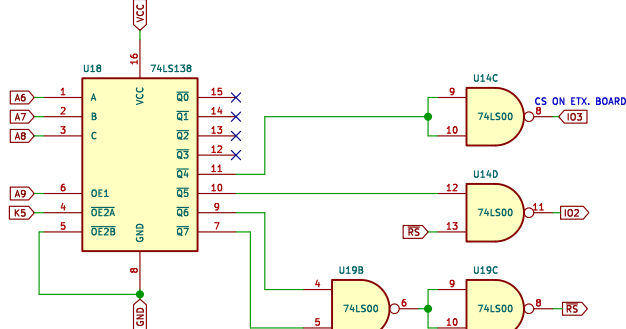 VCC
16
U18 74LS138
A6 1 A VCC Q0 15
A7 2 B Q1 14
A8 3 C Q2 13
Q3 12
Q4 11
A9 6 OE1 Q5 10
K5 4 OE2A Q6 9
5 OE2B GND Q7 7
8
GND
U14C
9 74LS00 8 IO3
10
CS ON ETX. BOARD
U14D
12 74LS00 11 IO2
RS 13
U19B
4 74LS00 6
5
U19C
9 74LS00 8 RS
10